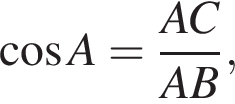 cos A = AC/AB,